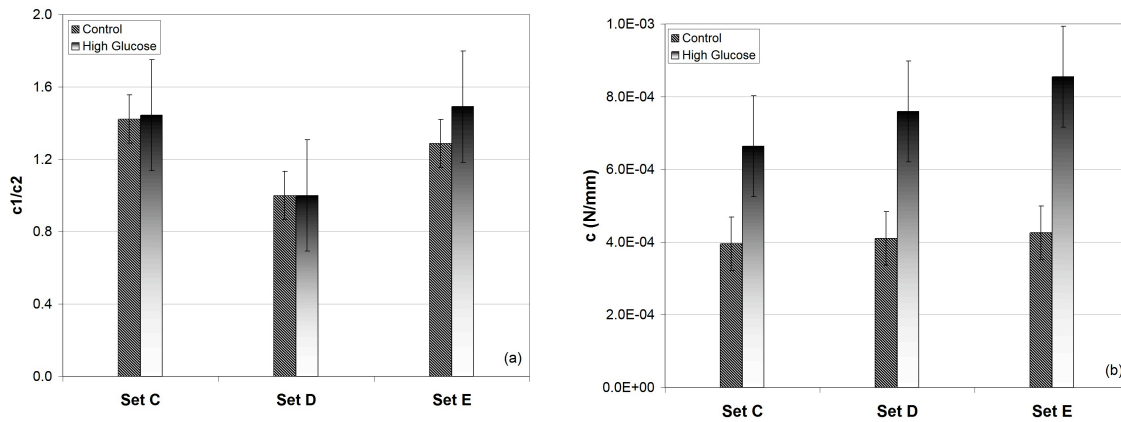 2.0
Control
High Glucose
1.6
1.2
c1/c2
0.8
0.4
0.0
(a)
Set C
Set D
Set E
1.0E-03
Control
High Glucose
8.0E-04
6.0E-04
c (N/mm)
4.0E-04
2.0E-04
0.0E+00
(b)
Set C
Set D
Set E